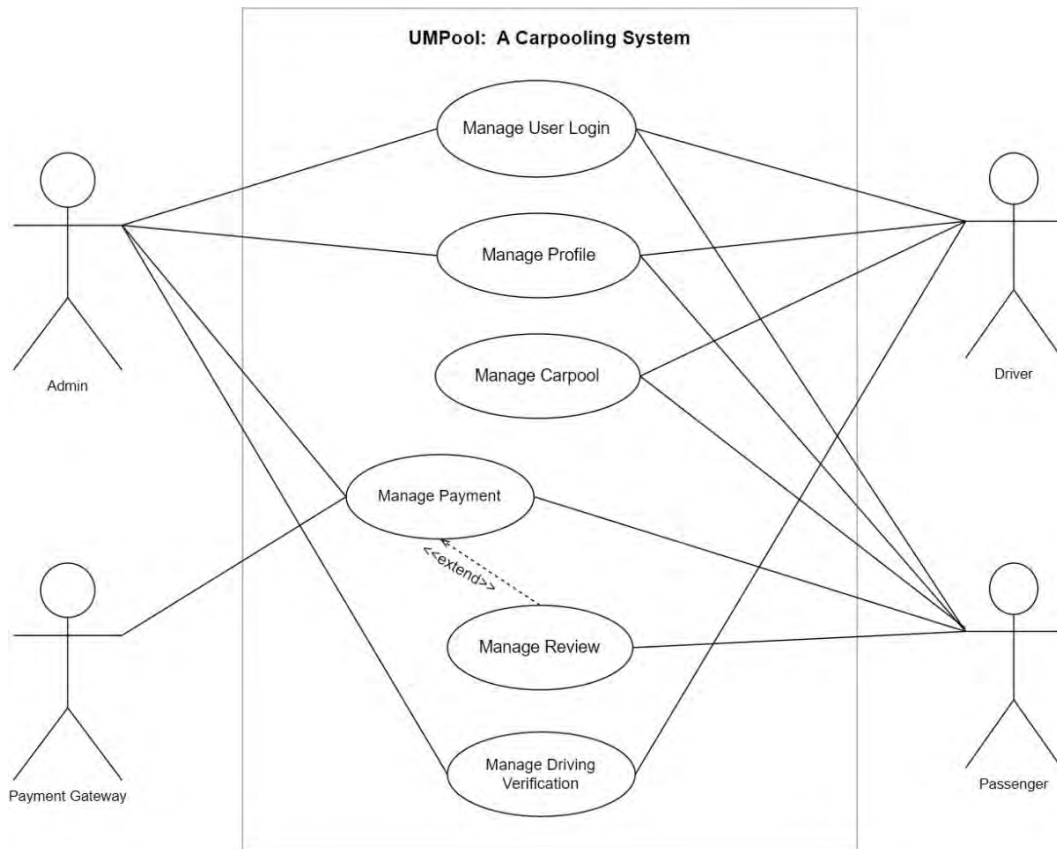 UMPool: A Carpooling System
Manage User Login
Manage Profile
Manage Carpool
Manage Payment
<<extend>>
Manage Review
Manage Driving
Verification
Admin
Driver
Payment Gateway
Passenger